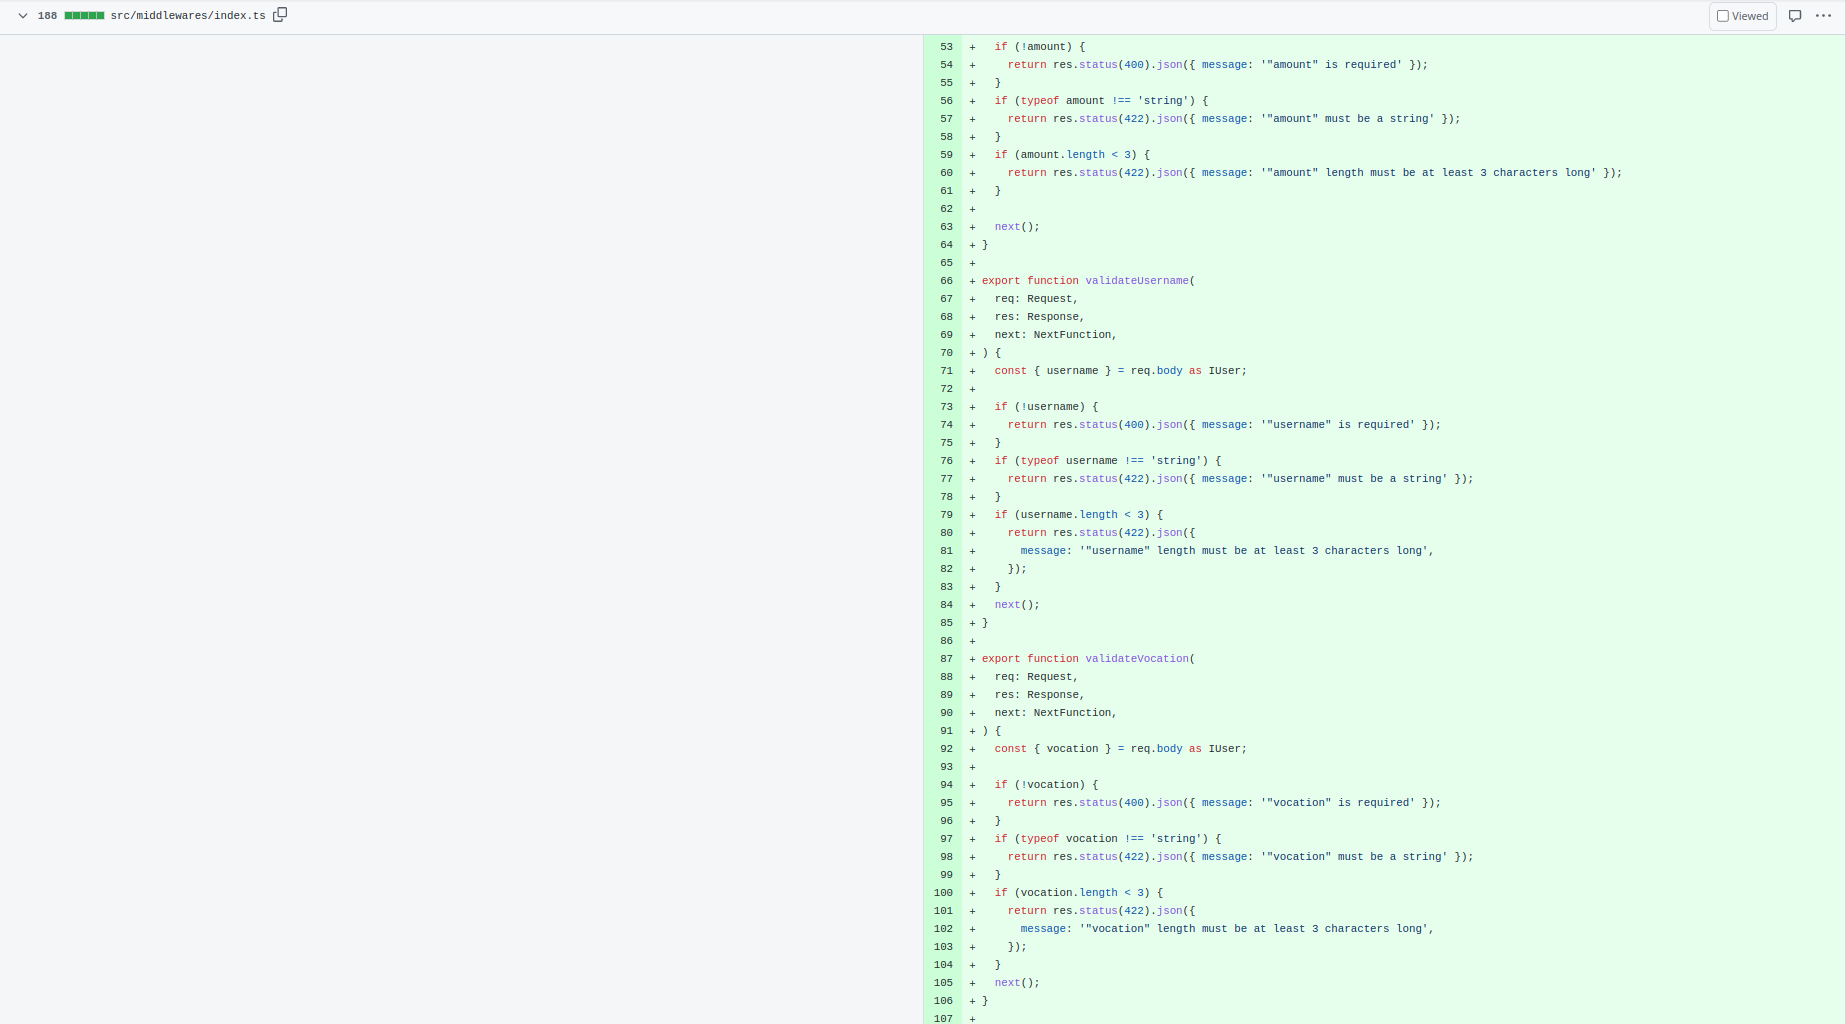 188 src/middlewares/index.ts Viewed
53 + if (!amount) {
54 + return res.status(400).json({ message: '"amount" is required' });
55 + }
56 + if (typeof amount !== 'string') {
57 + return res.status(422).json({ message: '"amount" must be a string' });
58 + }
59 + if (amount.length < 3) {
60 + return res.status(422).json({ message: '"amount" length must be at least 3 characters long' });
61 + }
62 +
63 + next();
64 + }
65 +
66 + export function validateUsername(
67 + req: Request,
68 + res: Response,
69 + next: NextFunction,
70 + ) {
71 + const { username } = req.body as IUser;
72 +
73 + if (!username) {
74 + return res.status(400).json({ message: '"username" is required' });
75 + }
76 + if (typeof username !== 'string') {
77 + return res.status(422).json({ message: '"username" must be a string' });
78 + }
79 + if (username.length < 3) {
80 + return res.status(422).json({
81 + message: '"username" length must be at least 3 characters long',
82 + });
83 + }
84 + next();
85 + }
86 +
87 + export function validateVocation(
88 + req: Request,
89 + res: Response,
90 + next: NextFunction,
91 + ) {
92 + const { vocation } = req.body as IUser;
93 +
94 + if (!vocation) {
95 + return res.status(400).json({ message: '"vocation" is required' });
96 + }
97 + if (typeof vocation !== 'string') {
98 + return res.status(422).json({ message: '"vocation" must be a string' });
99 + }
100 + if (vocation.length < 3) {
101 + return res.status(422).json({
102 + message: '"vocation" length must be at least 3 characters long',
103 + });
104 + }
105 + next();
106 + }
107 +